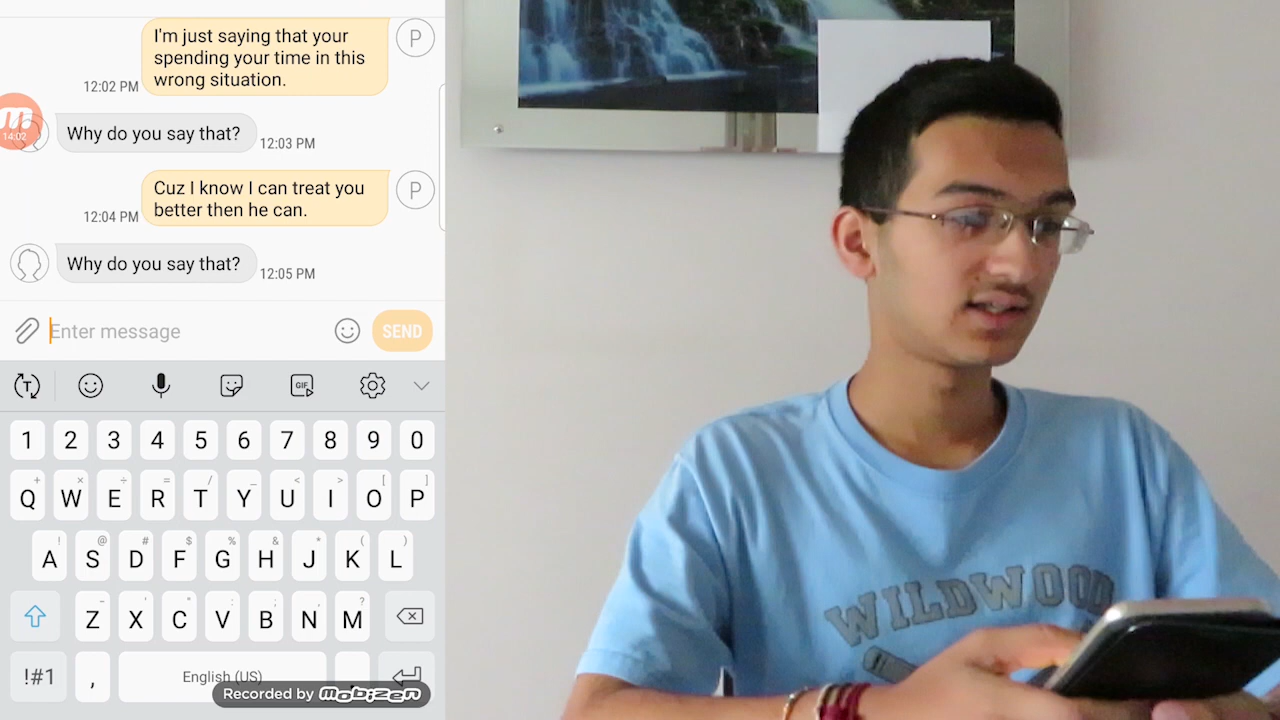 I'm just saying that your
spending your time in this
wrong situation.
12:02 PM
P
14:02
Why do you say that?
12:03 PM
Cuz I know I can treat you
better then he can.
12:04 PM
P
Why do you say that?
12:05 PM
Enter message
SEND
T
GIF
1 2 3 4 5 6 7 8 9 0
+ × ÷ = / _ < > [ ]
Q W E R T Y U I O P
! @ # $ % & * ( )
A S D F G H J K L
- ' " : ; , ?
Z X C V B N M
!#1 , English (US)
Recorded by mobizen
WILDWOOD